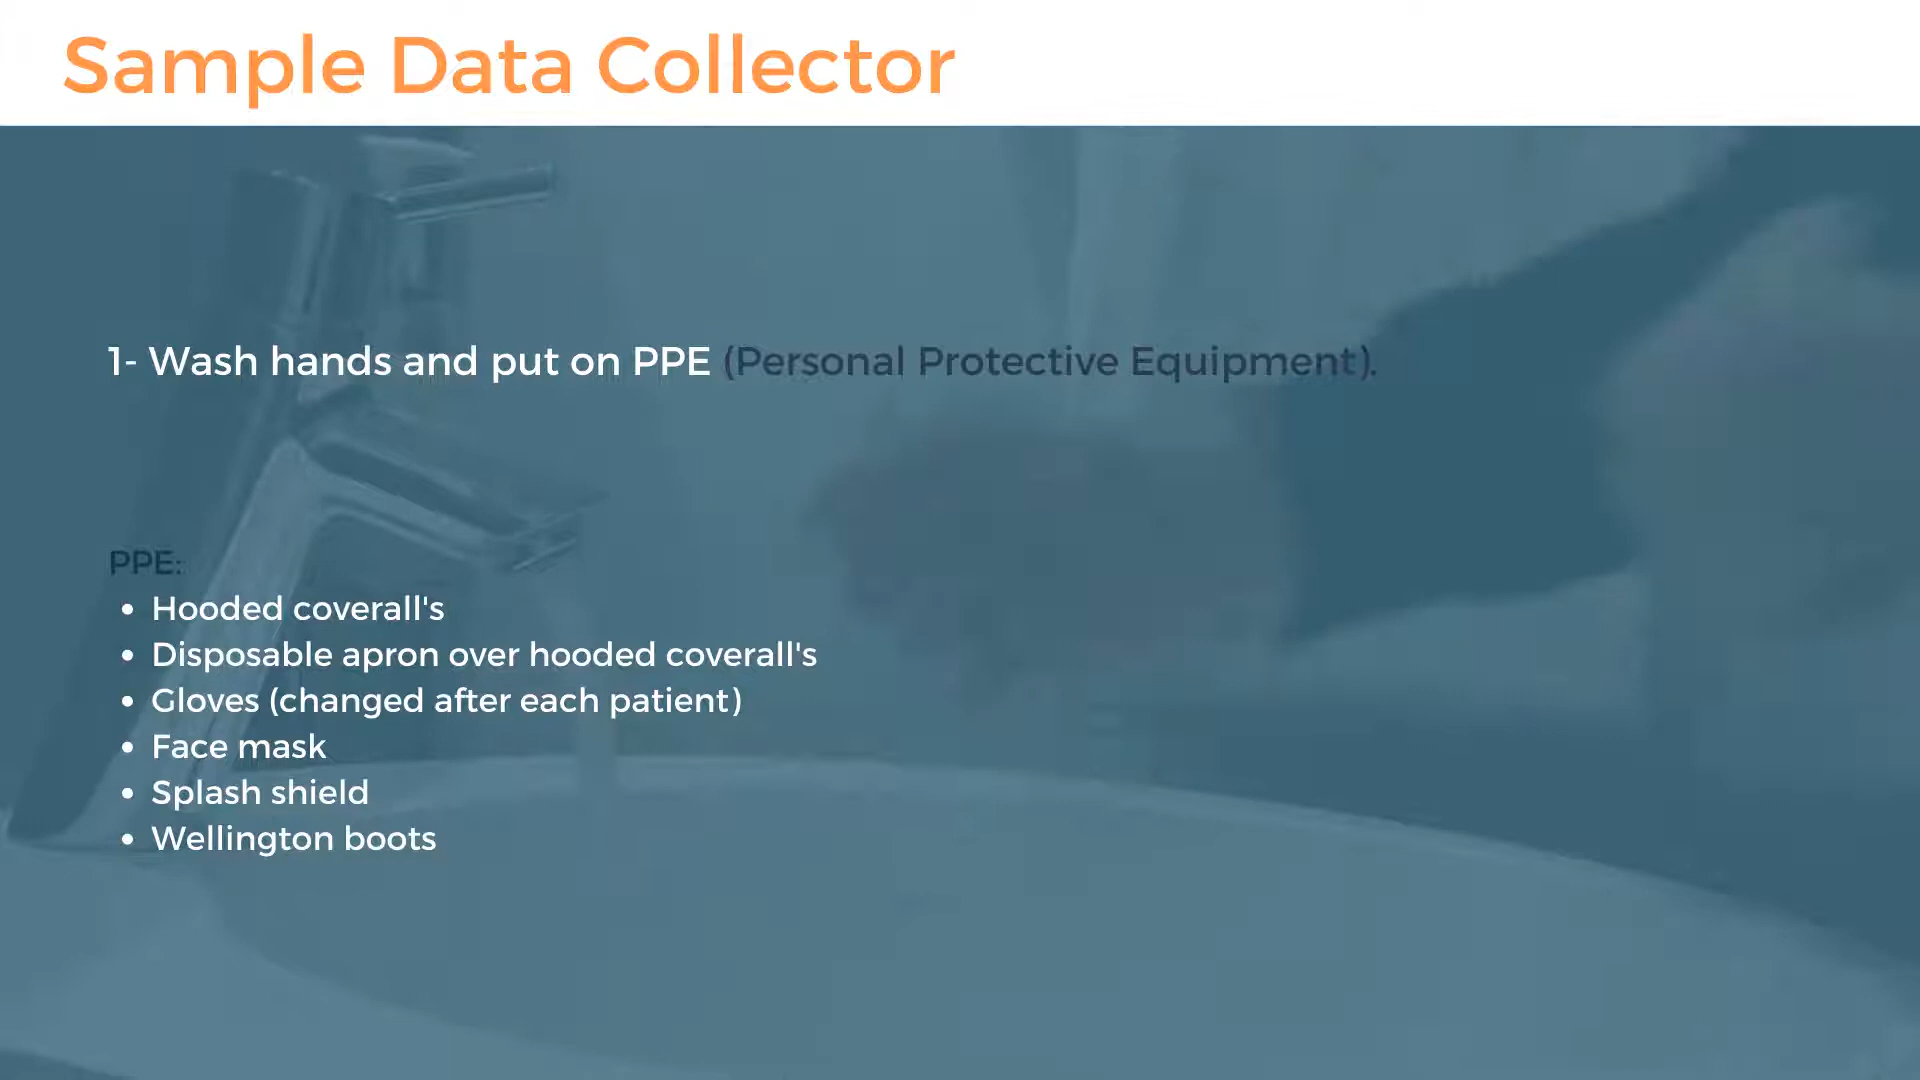 Sample Data Collector
1- Wash hands and put on PPE (Personal Protective Equipment).
PPE:
• Hooded coverall's
• Disposable apron over hooded coverall's
• Gloves (changed after each patient)
• Face mask
• Splash shield
• Wellington boots